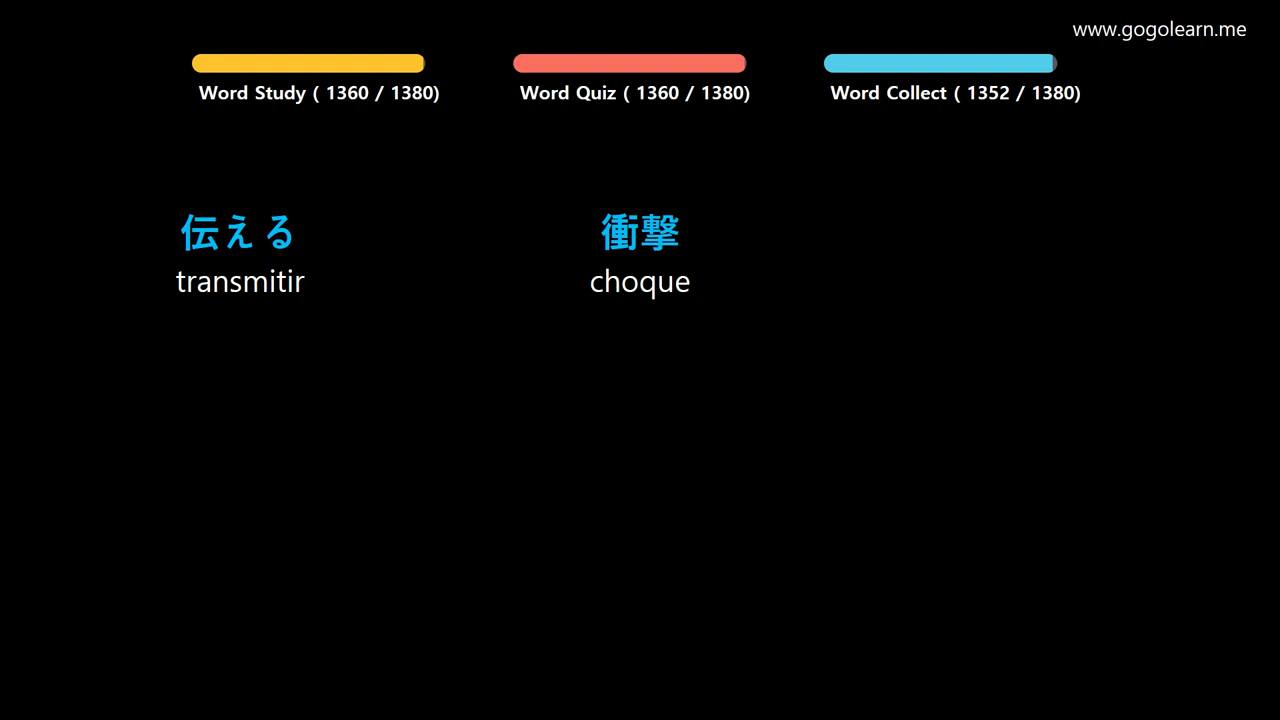 www.gogolearn.me
Word Study ( 1360 / 1380)
Word Quiz ( 1360 / 1380)
Word Collect ( 1352 / 1380)
伝える
transmitir
衝撃
choque